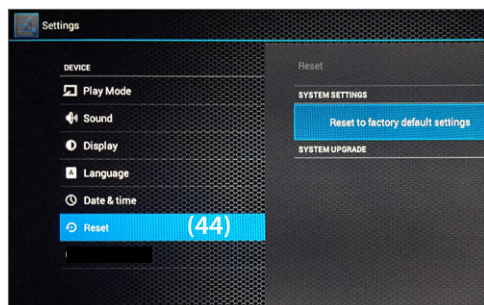 Settings
DEVICE
Play Mode
Sound
Display
A Language
Date & time
Reset (44)
Reset
SYSTEM SETTINGS
Reset to factory default settings
SYSTEM UPGRADE